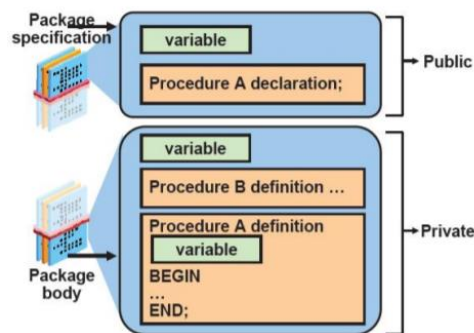 Package
specification
variable
Procedure A declaration;
Public
variable
Procedure B definition …
Procedure A definition
variable
BEGIN
…
END;
Private
Package
body